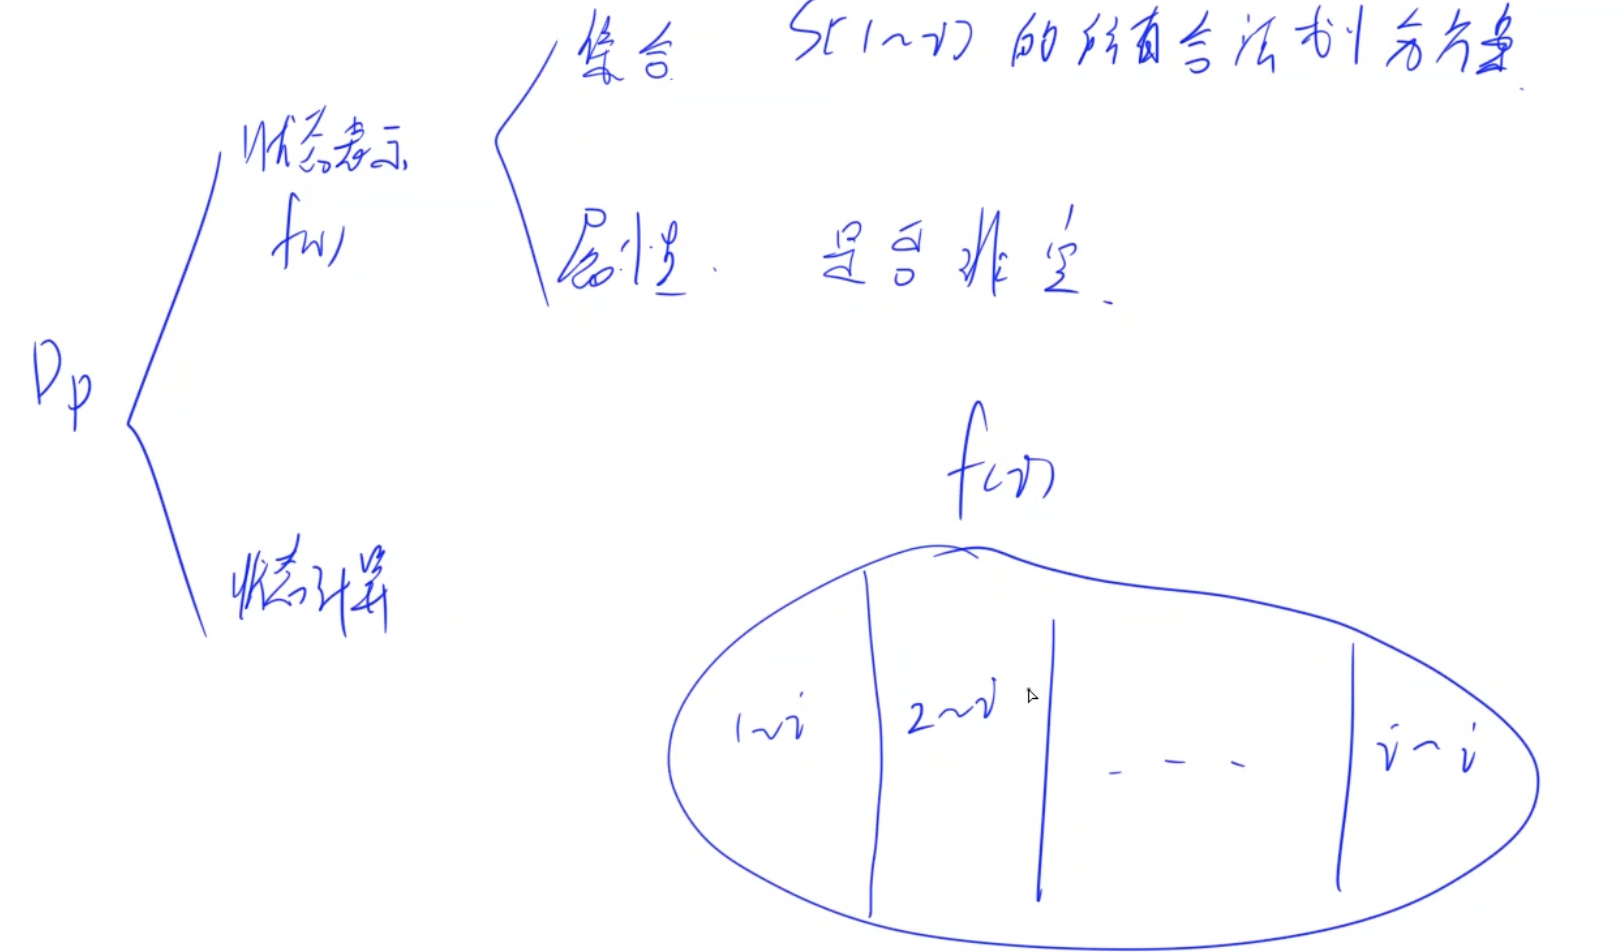 集合 S[1~i] 的所有合法划分方案.
状态表示
f(i)
属性. 是否非空.
Dp
f(i)
状态计算
1~i 2~i - - - i~i